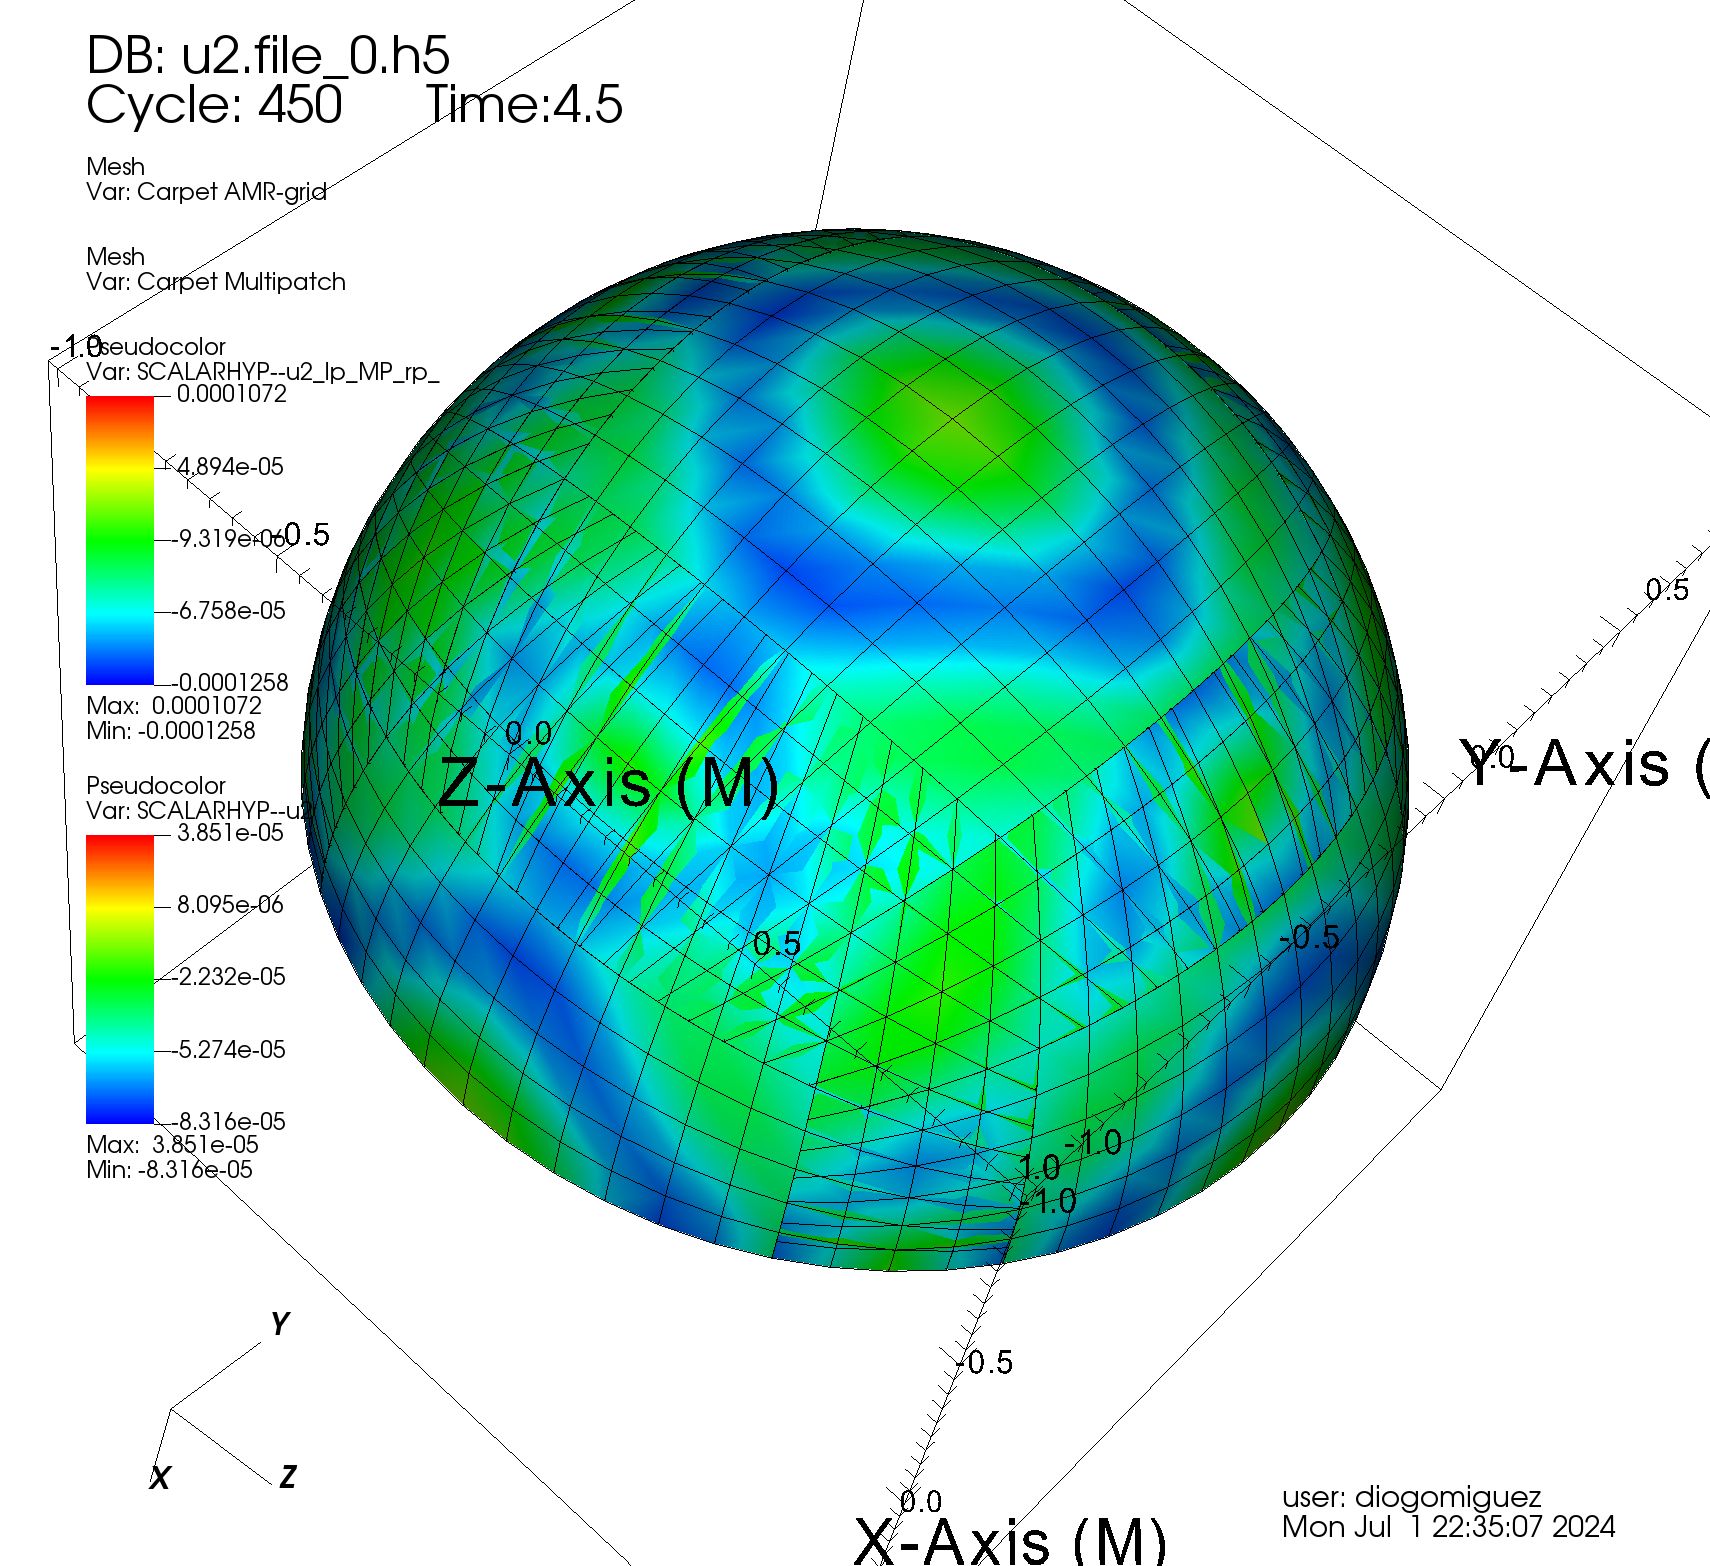 DB: u2.file_0.h5
Cycle: 450 Time:4.5
Mesh
Var: Carpet AMR-grid
Mesh
Var: Carpet Multipatch
-1.0
Pseudocolor
Var: SCALARHYP--u2_lp_MP_rp_
0.0001072
4.894e-05
-9.319e-06
-6.758e-05
-0.0001258
Max: 0.0001072
Min: -0.0001258
Pseudocolor
Var: SCALARHYP--u2
3.851e-05
8.095e-06
-2.232e-05
-5.274e-05
-8.316e-05
Max: 3.851e-05
Min: -8.316e-05
-0.5
0.0
Z-Axis (M)
0.5
1.0
0.5
0.0
Y-Axis (
-0.5
-1.0
-1.0
-0.5
0.0
X-Axis (M)
Y
X
Z
user: diogomiguez
Mon Jul 1 22:35:07 2024